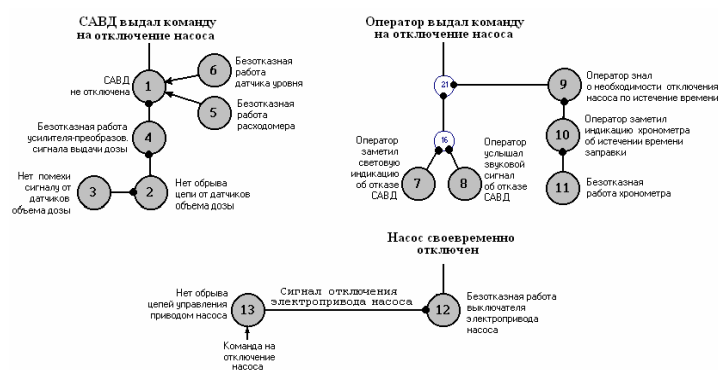 САВД выдал команду
на отключение насоса
САВД
не отключена
1
6
Безотказная
работа
датчика уровня
5
Безотказная
работа
расходомера
Безотказная работа
усилителя-преобразов.
сигнала выдачи дозы
4
Нет помехи
сигналу от
датчиков
объема дозы
3
2
Нет обрыва
цепи от датчиков
объема дозы
Оператор выдал команду
на отключение насоса
21
9
Оператор знал
о необходимости отключения
насоса по истечение времени
16
10
Оператор заметил
индикацию хронометра
об истечении времени
заправки
Оператор
заметил
световую
индикацию
об отказе
САВД
7
8
Оператор
услышал
звуковой
сигнал
об отказе
САВД
11
Безотказная
работа хронометра
Насос своевременно
отключен
Нет обрыва
цепей управления
приводом насоса
13
Сигнал отключения
электропривода насоса
12
Безотказная работа
выключателя
электропривода
насоса
Команда на
отключение
насоса